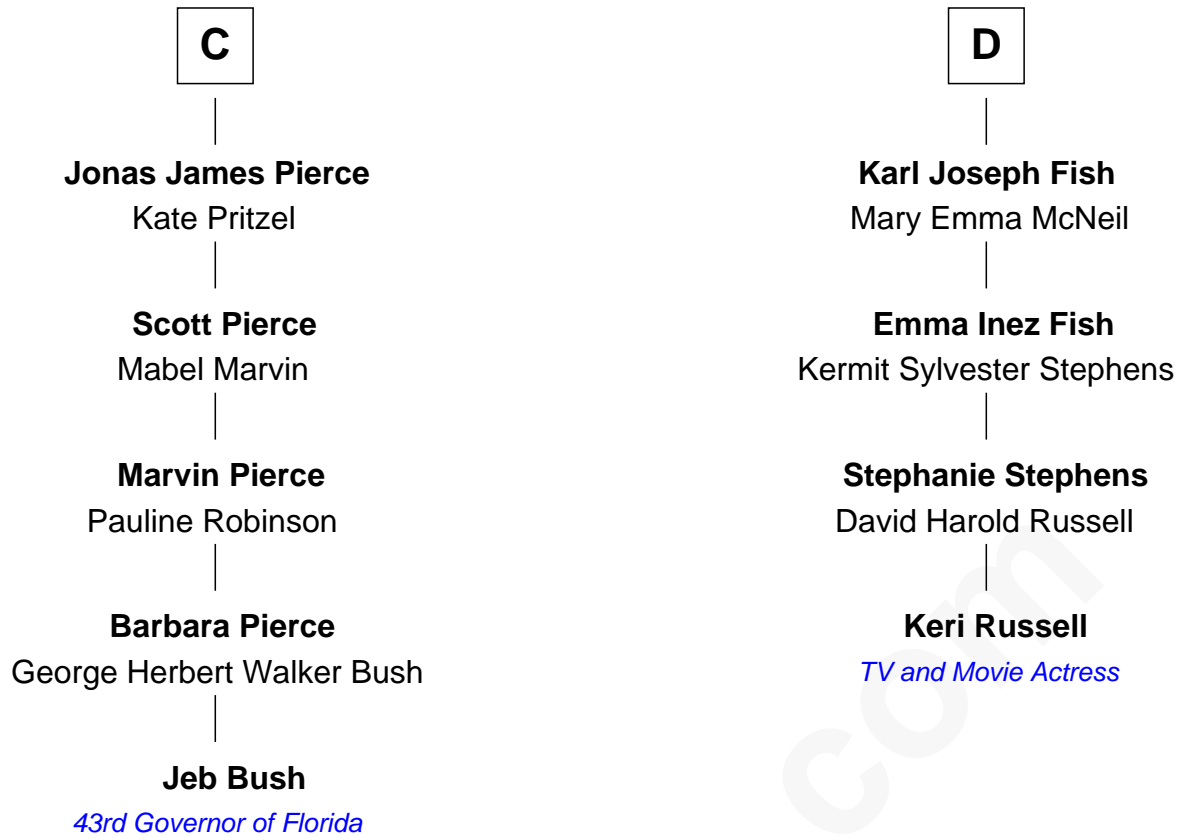 C
Jonas James Pierce
Kate Pritzel
Scott Pierce
Mabel Marvin
Marvin Pierce
Pauline Robinson
Barbara Pierce
George Herbert Walker Bush
Jeb Bush
43rd Governor of Florida
D
Karl Joseph Fish
Mary Emma McNeil
Emma Inez Fish
Kermit Sylvester Stephens
Stephanie Stephens
David Harold Russell
Keri Russell
TV and Movie Actress
com